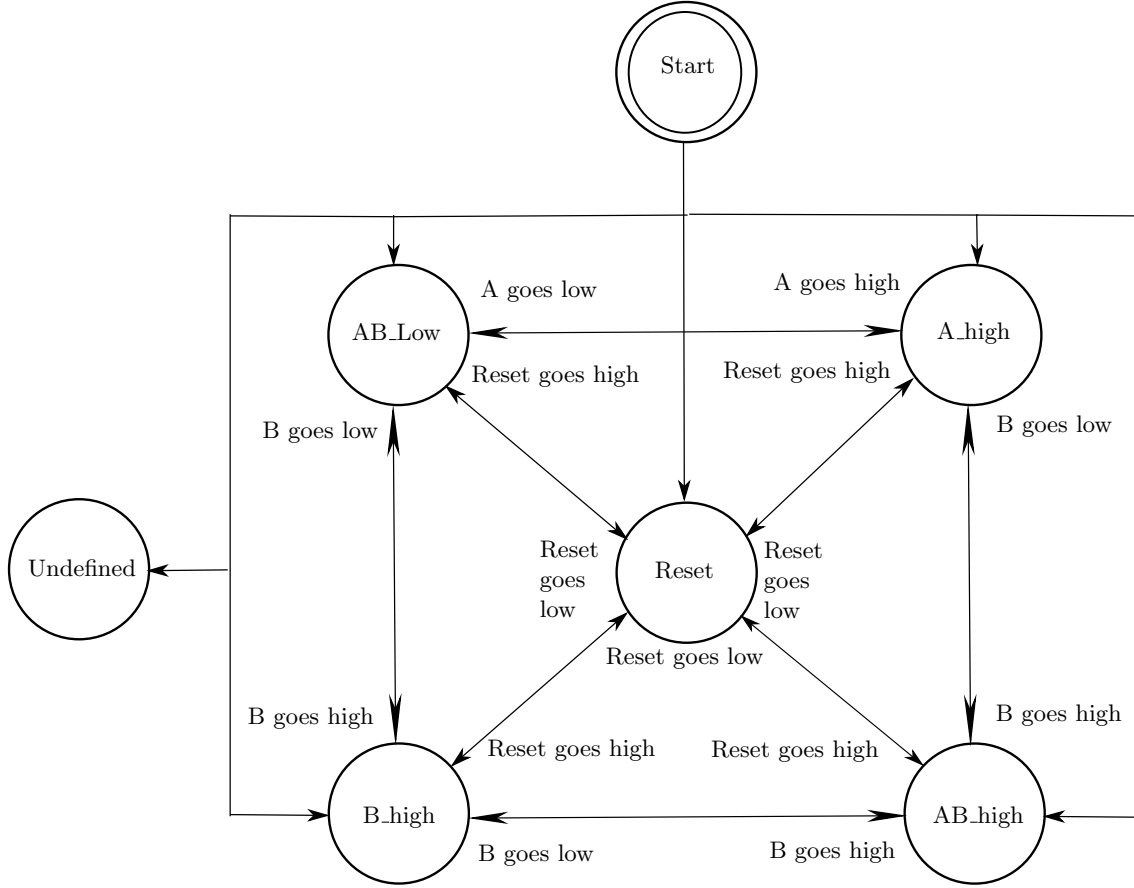 Start
A goes low
A goes high
AB_Low
A_high
Reset goes high
Reset goes high
B goes low
B goes low
Undefined
Reset
goes
low
Reset
Reset
goes
low
Reset goes low
B goes high
B goes high
Reset goes high
Reset goes high
B_high
AB_high
B goes low
B goes high